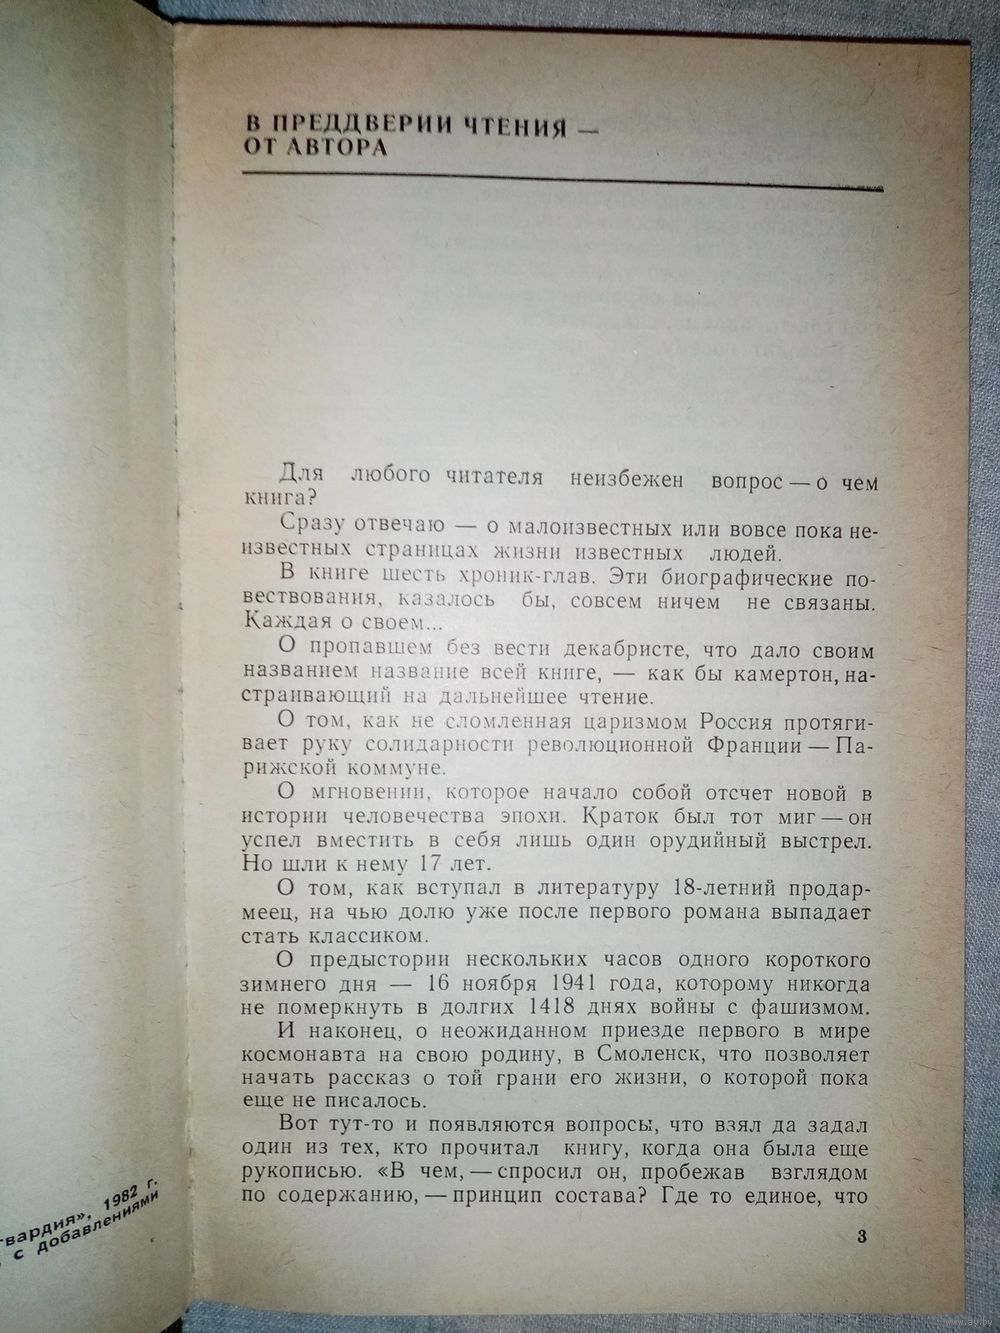 В ПРЕДДВЕРИИ ЧТЕНИЯ —
ОТ АВТОРА
Для любого читателя неизбежен вопрос — о чем
книга?
Сразу отвечаю — о малоизвестных или вовсе пока не-
известных страницах жизни известных людей.
В книге шесть хроник-глав. Эти биографические по-
вествования, казалось бы, совсем ничем не связаны.
Каждая о своем...
О пропавшем без вести декабристе, что дало своим
названием название всей книге, — как бы камертон, на-
страивающий на дальнейшее чтение.
О том, как не сломленная царизмом Россия протяги-
вает руку солидарности революционной Франции — Па-
рижской коммуне.
О мгновении, которое начало собой отсчет новой в
истории человечества эпохи. Краток был тот миг — он
успел вместить в себя лишь один орудийный выстрел.
Но шли к нему 17 лет.
О том, как вступал в литературу 18-летний продар-
меец, на чью долю уже после первого романа выпадает
стать классиком.
О предыстории нескольких часов одного короткого
зимнего дня — 16 ноября 1941 года, которому никогда
не померкнуть в долгих 1418 днях войны с фашизмом.
И наконец, о неожиданном приезде первого в мире
космонавта на свою родину, в Смоленск, что позволяет
начать рассказ о той грани его жизни, о которой пока
еще не писалось.
Вот тут-то и появляются вопросы, что взял да задал
один из тех, кто прочитал книгу, когда она была еще
рукописью. «В чем, — спросил он, пробежав взглядом
по содержанию, — принцип состава? Где то единое, что
3
вардия», 1982 г.
с добавлениями
www.ay.by